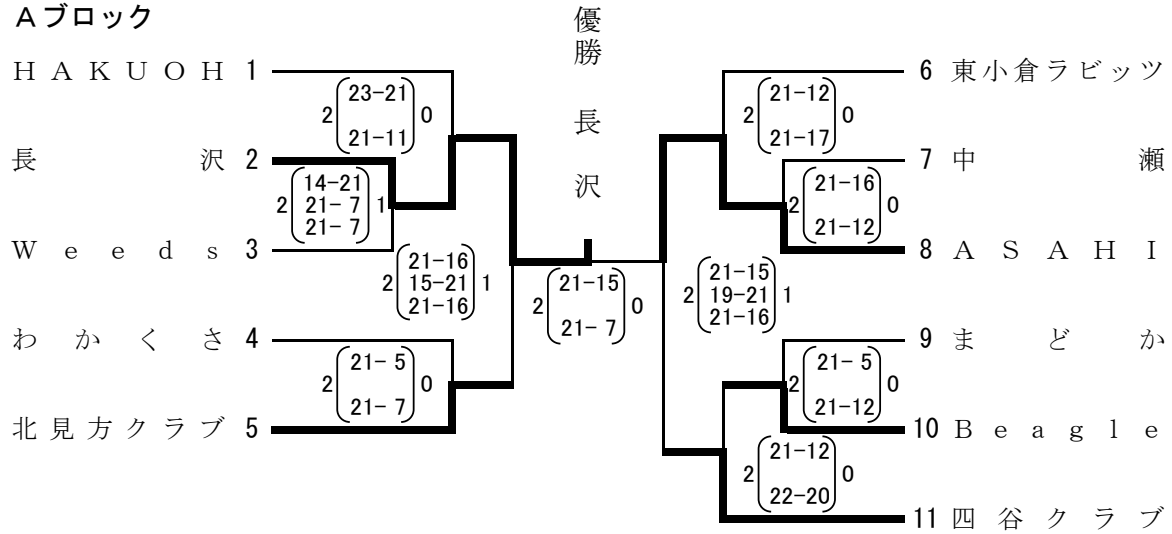 Aブロック
優勝 長沢
HAKUOH 1
2 23-21 0
21-11
長沢 2
2 14-21 1
21- 7
21- 7
Weeds 3
2 21-16 1
15-21
21-16
わかくさ 4
2 21- 5 0
21- 7
北見方クラブ 5
2 21-15 0
21- 7
6 東小倉ラビッツ
2 21-12 0
21-17
7 中瀬
2 21-16 0
21-12
8 ASAHI
2 21-15 1
19-21
21-16
9 まどか
2 21- 5 0
21-12
10 Beagle
2 21-12 0
22-20
11 四谷クラブ